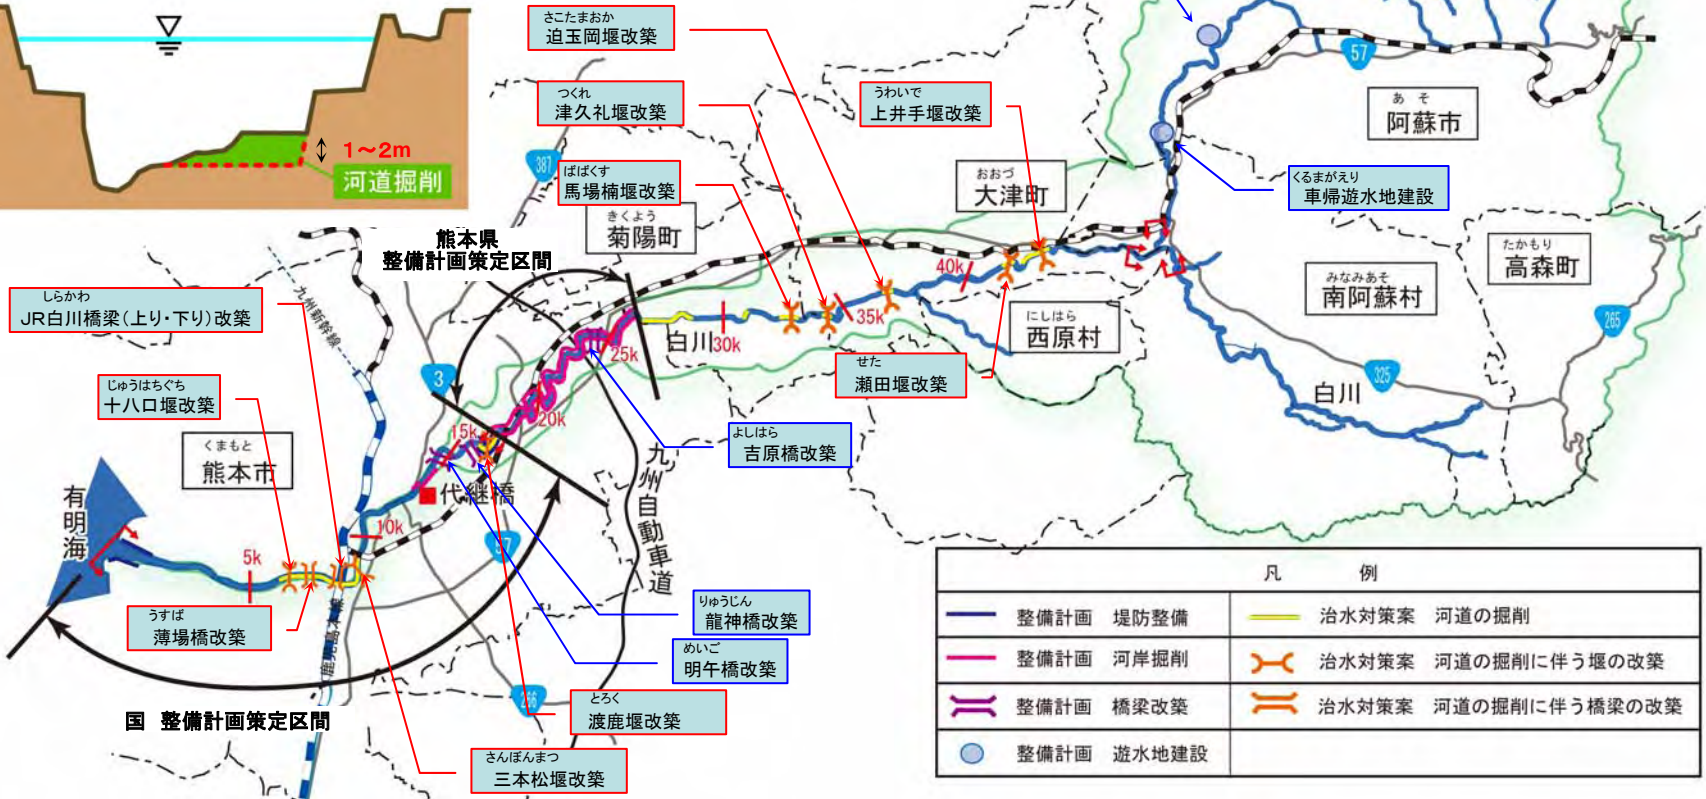 1～2m
河道掘削
さこたまおか
迫玉岡堰改築
つくれ
津久礼堰改築
ばばくす
馬場楠堰改築
うわいで
上井手堰改築
387
57
あ そ
阿蘇市
おおづ
大津町
くるまがえり
車帰遊水地建設
きくよう
菊陽町
熊本県
整備計画策定区間
たかもり
高森町
みなみあそ
南阿蘇村
にしはら
西原村
265
325
しらかわ
JR白川橋梁(上り・下り)改築
九州新幹線
40k
35k
白川
30k
25k
せた
瀬田堰改築
白川
3
じゅうはちぐち
十八口堰改築
20k
15k
よしはら
吉原橋改築
くまもと
熊本市
代継橋
九州自動車道
有明海
10k
5k
57
うすば
薄場橋改築
鹿児島本線
りゅうじん
龍神橋改築
めいご
明午橋改築
266
とろく
渡鹿堰改築
国 整備計画策定区間
さんぼんまつ
三本松堰改築
凡 例
整備計画 堤防整備
治水対策案 河道の掘削
整備計画 河岸掘削
治水対策案 河道の掘削に伴う堰の改築
整備計画 橋梁改築
治水対策案 河道の掘削に伴う橋梁の改築
整備計画 遊水地建設